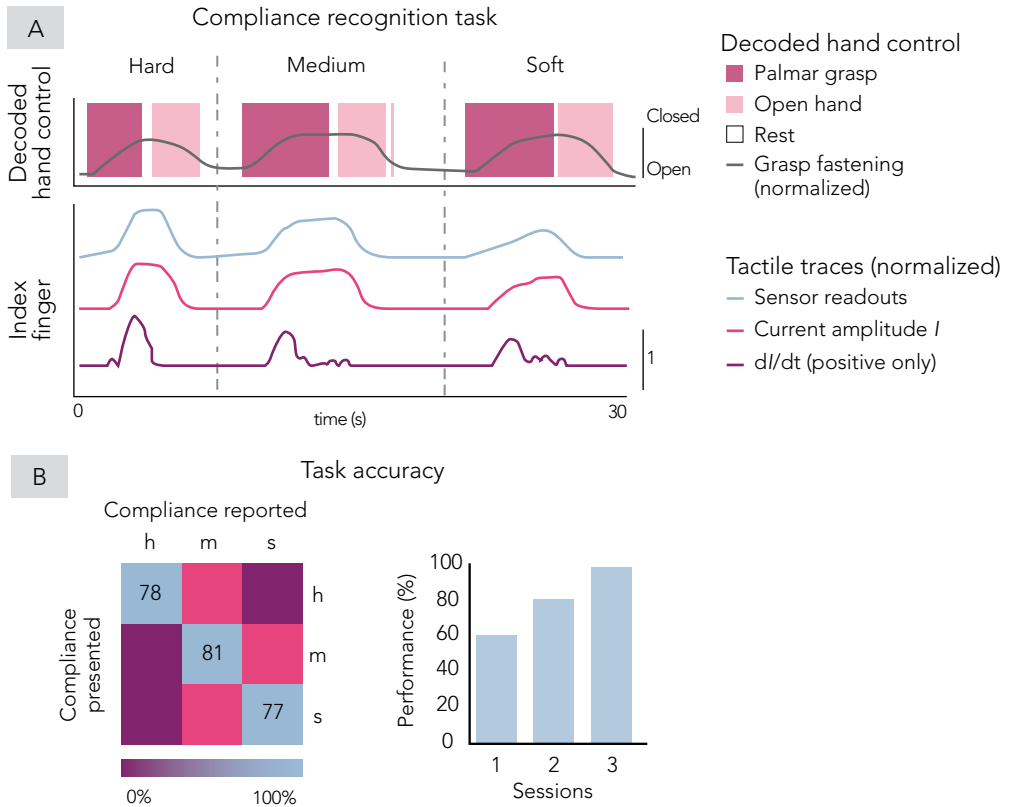 A
Compliance recognition task
Hard
Medium
Soft
Decoded
hand control
Closed
Open
Decoded hand control
Palmar grasp
Open hand
Rest
Grasp fastening
(normalized)
Index
finger
1
0
30
time (s)
Tactile traces (normalized)
Sensor readouts
Current amplitude I
dI/dt (positive only)
B
Task accuracy
Compliance reported
h m s
Compliance
presented
78
h
81
m
77
s
0%
100%
Performance (%)
100
80
60
40
20
0
1 2 3
Sessions